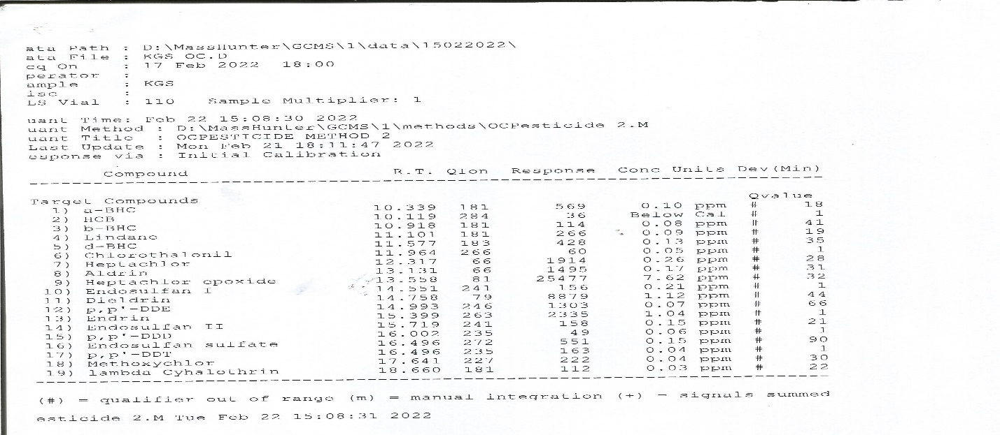 ata Path : D:\MassHunter\GCMS\1\data\15022022\
ata File : KGS OC.D
cq On : 17 Feb 2022 18:00
perator :
ample : KGS
isc :
LS Vial : 110 Sample Multiplier: 1
uant Time: Feb 22 15:08:30 2022
uant Method : D:\MassHunter\GCMS\1\methods\OCPesticide 2.M
uant Title : OCPESTICIDE METHOD 2
Last Update : Mon Feb 21 18:11:47 2022
esponse via : Initial Calibration
Compound R.T. QIon Response Conc Units Dev(Min)
Target Compounds Qvalue
1) a-BHC 10.339 181 569 0.10 ppm # 18
2) HCB 10.119 284 36 Below Cal # 1
3) b-BHC 10.918 181 114 0.08 ppm # 41
4) Lindane 11.101 181 266 0.09 ppm # 19
5) d-BHC 11.577 183 428 0.13 ppm # 35
6) Chlorothalonil 11.964 266 60 0.05 ppm # 1
7) Heptachlor 12.317 66 1914 0.26 ppm # 28
8) Aldrin 13.131 66 1495 0.17 ppm # 31
9) Heptachlor epoxide 13.558 81 25477 7.62 ppm # 32
10) Endosulfan I 14.551 241 156 0.21 ppm # 1
11) Dieldrin 14.758 79 8879 1.12 ppm # 44
12) p,p'-DDE 14.993 246 1303 0.07 ppm # 66
13) Endrin 15.399 263 2335 1.04 ppm # 1
14) Endosulfan II 15.719 241 158 0.15 ppm # 21
15) p,p'-DDD 16.002 235 49 0.06 ppm # 1
16) Endosulfan sulfate 16.496 272 551 0.15 ppm # 90
17) p,p'-DDT 16.496 235 163 0.04 ppm # 1
18) Methoxychlor 17.641 227 222 0.04 ppm # 30
19) lambda Cyhalothrin 18.660 181 112 0.03 ppm # 22
(#) = qualifier out of range (m) = manual integration (+) = signals summed
esticide 2.M Tue Feb 22 15:08:31 2022